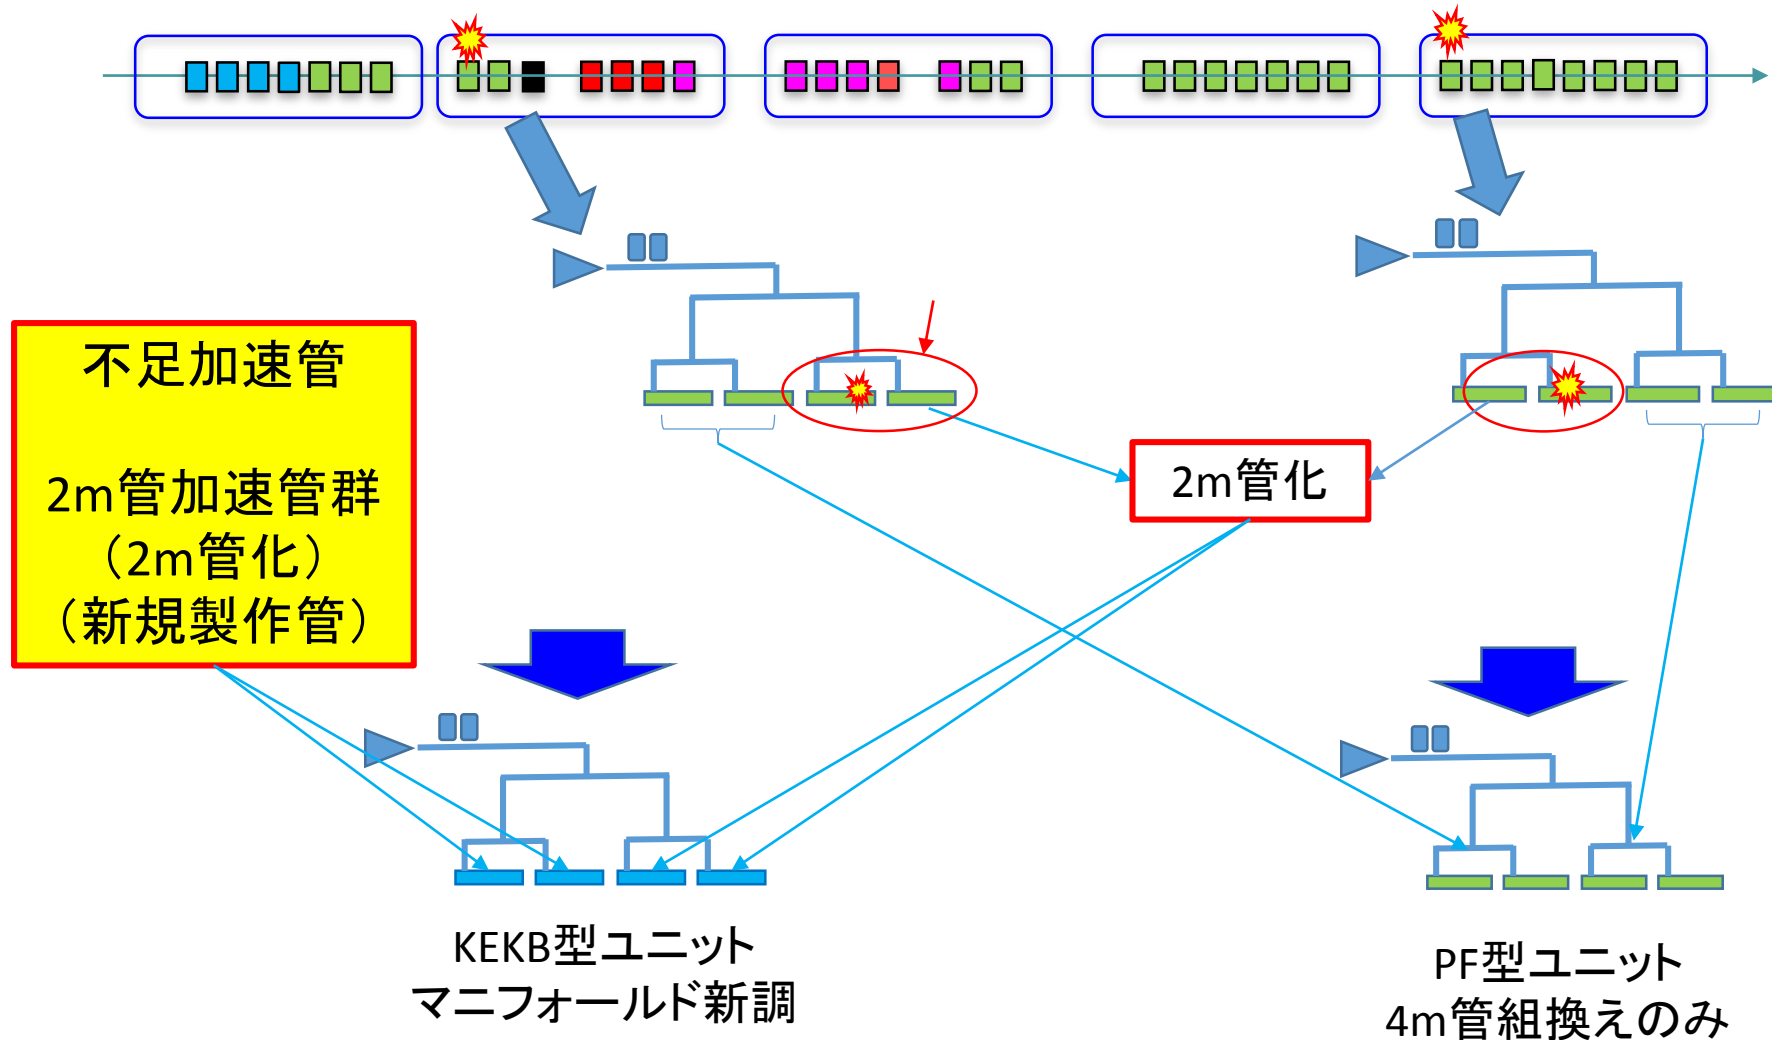 不足加速管
2m管加速管群
（2m管化）
（新規製作管）
2m管化
KEKB型ユニット
マニフォールド新調
PF型ユニット
4m管組換えのみ